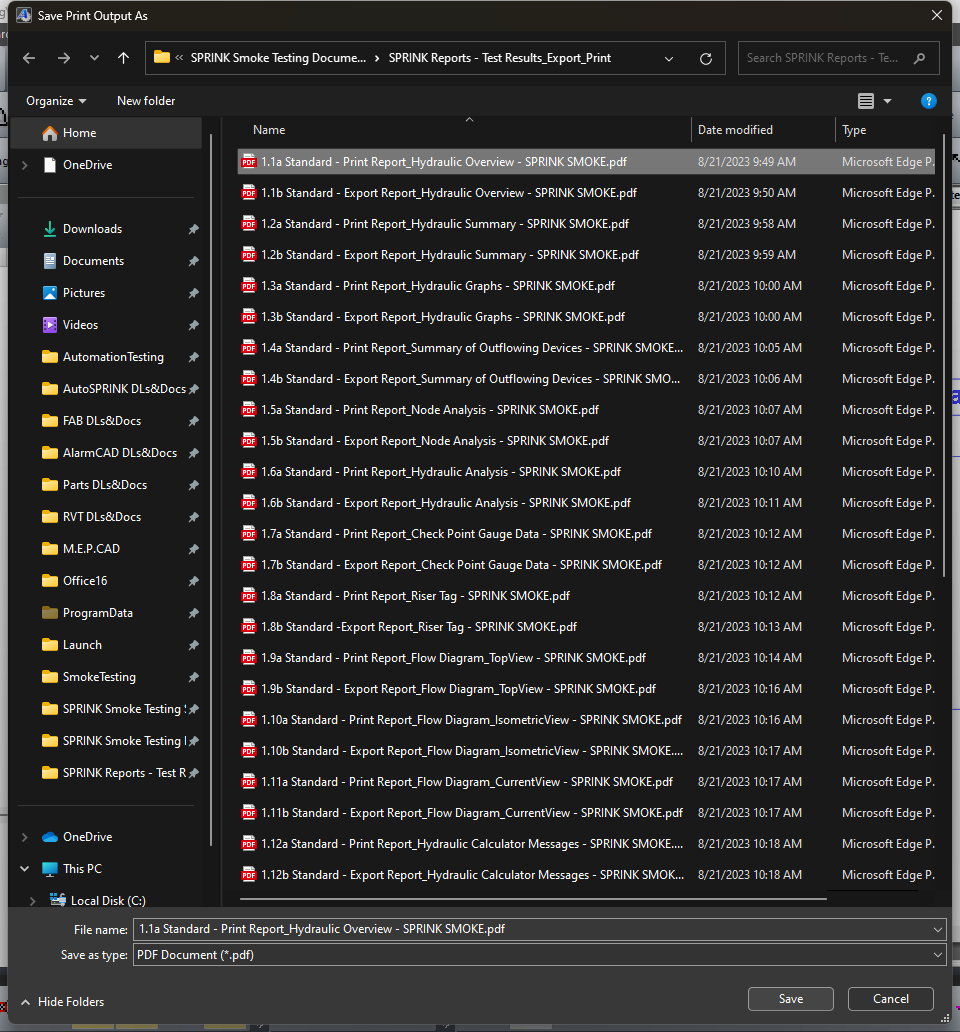 Save Print Output As
« SPRINK Smoke Testing Docume... › SPRINK Reports - Test Results_Export_Print
Search SPRINK Reports - Te...
Organize New folder
Name Date modified Type
Home
OneDrive
Downloads
Documents
Pictures
Videos
AutomationTesting
AutoSPRINK DLs&Docs
FAB DLs&Docs
AlarmCAD DLs&Docs
Parts DLs&Docs
RVT DLs&Docs
M.E.P.CAD
Office16
ProgramData
Launch
SmokeTesting
SPRINK Smoke Testing
SPRINK Smoke Testing
SPRINK Reports - Test R
OneDrive
This PC
Local Disk (C:)
1.1a Standard - Print Report_Hydraulic Overview - SPRINK SMOKE.pdf 8/21/2023 9:49 AM Microsoft Edge P.
1.1b Standard - Export Report_Hydraulic Overview - SPRINK SMOKE.pdf 8/21/2023 9:50 AM Microsoft Edge P.
1.2a Standard - Print Report_Hydraulic Summary - SPRINK SMOKE.pdf 8/21/2023 9:58 AM Microsoft Edge P.
1.2b Standard - Export Report_Hydraulic Summary - SPRINK SMOKE.pdf 8/21/2023 9:59 AM Microsoft Edge P.
1.3a Standard - Print Report_Hydraulic Graphs - SPRINK SMOKE.pdf 8/21/2023 10:00 AM Microsoft Edge P.
1.3b Standard - Export Report_Hydraulic Graphs - SPRINK SMOKE.pdf 8/21/2023 10:00 AM Microsoft Edge P.
1.4a Standard - Print Report_Summary of Outflowing Devices - SPRINK SMOKE... 8/21/2023 10:05 AM Microsoft Edge P.
1.4b Standard - Export Report_Summary of Outflowing Devices - SPRINK SMO... 8/21/2023 10:06 AM Microsoft Edge P.
1.5a Standard - Print Report_Node Analysis - SPRINK SMOKE.pdf 8/21/2023 10:07 AM Microsoft Edge P.
1.5b Standard - Export Report_Node Analysis - SPRINK SMOKE.pdf 8/21/2023 10:07 AM Microsoft Edge P.
1.6a Standard - Print Report_Hydraulic Analysis - SPRINK SMOKE.pdf 8/21/2023 10:10 AM Microsoft Edge P.
1.6b Standard - Export Report_Hydraulic Analysis - SPRINK SMOKE.pdf 8/21/2023 10:11 AM Microsoft Edge P.
1.7a Standard - Print Report_Check Point Gauge Data - SPRINK SMOKE.pdf 8/21/2023 10:12 AM Microsoft Edge P.
1.7b Standard - Export Report_Check Point Gauge Data - SPRINK SMOKE.pdf 8/21/2023 10:12 AM Microsoft Edge P.
1.8a Standard - Print Report_Riser Tag - SPRINK SMOKE.pdf 8/21/2023 10:12 AM Microsoft Edge P.
1.8b Standard -Export Report_Riser Tag - SPRINK SMOKE.pdf 8/21/2023 10:13 AM Microsoft Edge P.
1.9a Standard - Print Report_Flow Diagram_TopView - SPRINK SMOKE.pdf 8/21/2023 10:14 AM Microsoft Edge P.
1.9b Standard - Export Report_Flow Diagram_TopView - SPRINK SMOKE.pdf 8/21/2023 10:16 AM Microsoft Edge P.
1.10a Standard - Print Report_Flow Diagram_IsometricView - SPRINK SMOKE.pdf 8/21/2023 10:16 AM Microsoft Edge P.
1.10b Standard - Export Report_Flow Diagram_IsometricView - SPRINK SMOKE.... 8/21/2023 10:17 AM Microsoft Edge P.
1.11a Standard - Print Report_Flow Diagram_CurrentView - SPRINK SMOKE.pdf 8/21/2023 10:17 AM Microsoft Edge P.
1.11b Standard - Export Report_Flow Diagram_CurrentView - SPRINK SMOKE.pdf 8/21/2023 10:17 AM Microsoft Edge P.
1.12a Standard - Print Report_Hydraulic Calculator Messages - SPRINK SMOKE.... 8/21/2023 10:18 AM Microsoft Edge P.
1.12b Standard - Export Report_Hydraulic Calculator Messages - SPRINK SMOK... 8/21/2023 10:18 AM Microsoft Edge P.
File name: 1.1a Standard - Print Report_Hydraulic Overview - SPRINK SMOKE.pdf
Save as type: PDF Document (*.pdf)
Hide Folders Save Cancel